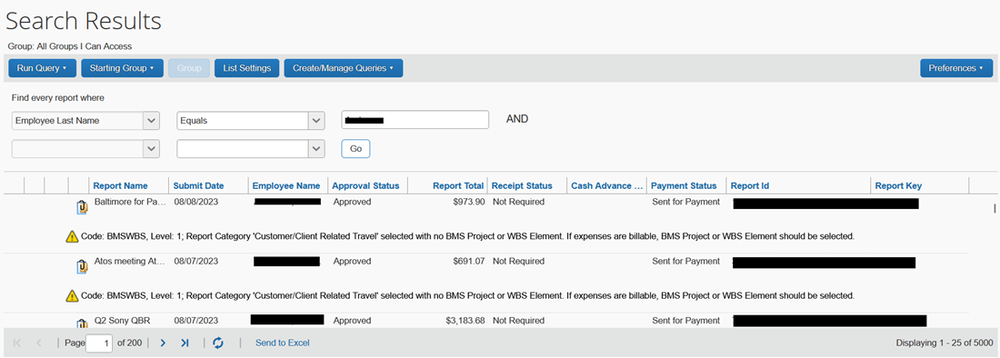 Search Results
Group: All Groups I Can Access
Run Query Starting Group Group List Settings Create/Manage Queries Preferences
Find every report where
Employee Last Name Equals AND
Go
Report Name Submit Date Employee Name Approval Status Report Total Receipt Status Cash Advance ... Payment Status Report Id Report Key
Baltimore for Pa... 08/08/2023 Approved $973.90 Not Required Sent for Payment
Code: BMSWBS, Level: 1; Report Category 'Customer/Client Related Travel' selected with no BMS Project or WBS Element. If expenses are billable, BMS Project or WBS Element should be selected.
Atos meeting At... 08/07/2023 Approved $691.07 Not Required Sent for Payment
Code: BMSWBS, Level: 1; Report Category 'Customer/Client Related Travel' selected with no BMS Project or WBS Element. If expenses are billable, BMS Project or WBS Element should be selected.
Q2 Sony QBR 08/07/2023 Approved $3,183.68 Not Required Sent for Payment
Page 1 of 200 Send to Excel Displaying 1 - 25 of 5000